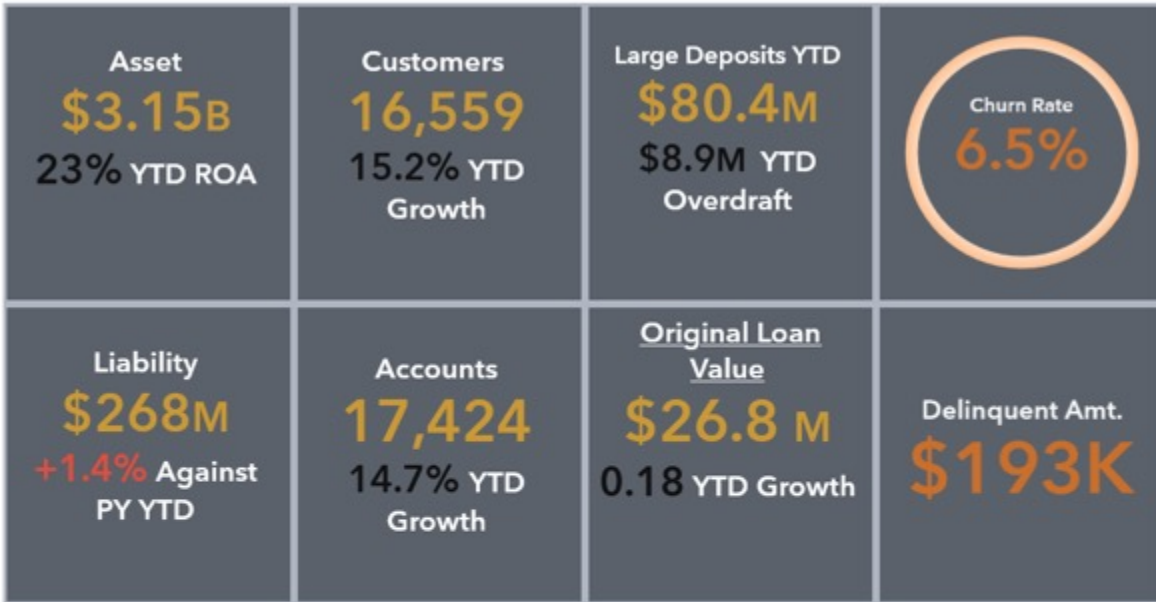 Asset
$3.15B
23% YTD ROA
Customers
16,559
15.2% YTD
Growth
Large Deposits YTD
$80.4M
$8.9M YTD
Overdraft
Churn Rate
6.5%
Liability
$268M
+1.4% Against
PY YTD
Accounts
17,424
14.7% YTD
Growth
Original Loan
Value
$26.8 M
0.18 YTD Growth
Delinquent Amt.
$193K